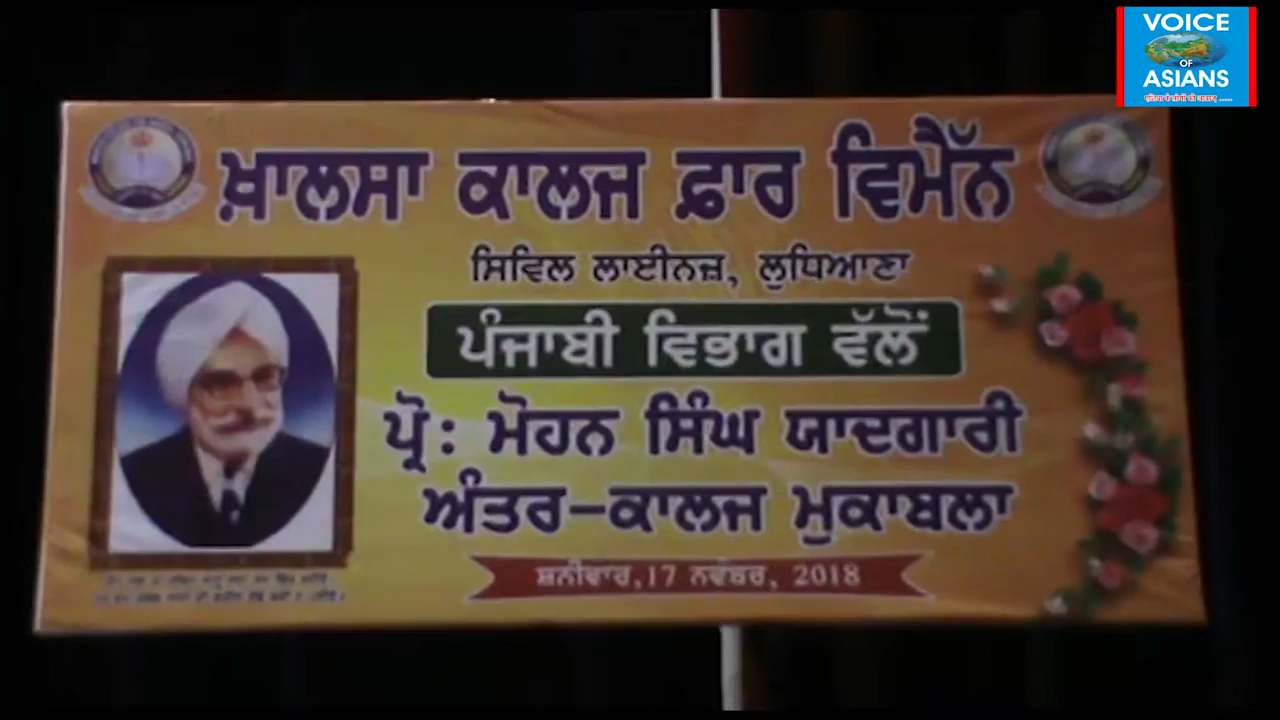 VOICE
OF
ASIANS
ਖ਼ਾਲਸਾ ਕਾਲਜ ਫ਼ਾਰ ਵਿਮੈੱਨ
ਸਿਵਿਲ ਲਾਈਨਜ਼, ਲੁਧਿਆਣਾ
ਪੰਜਾਬੀ ਵਿਭਾਗ ਵੱਲੋਂ
ਪ੍ਰੋ: ਮੋਹਨ ਸਿੰਘ ਯਾਦਗਾਰੀ
ਅੰਤਰ-ਕਾਲਜ ਮੁਕਾਬਲਾ
ਸ਼ਨੀਵਾਰ,17 ਨਵੰਬਰ, 2018